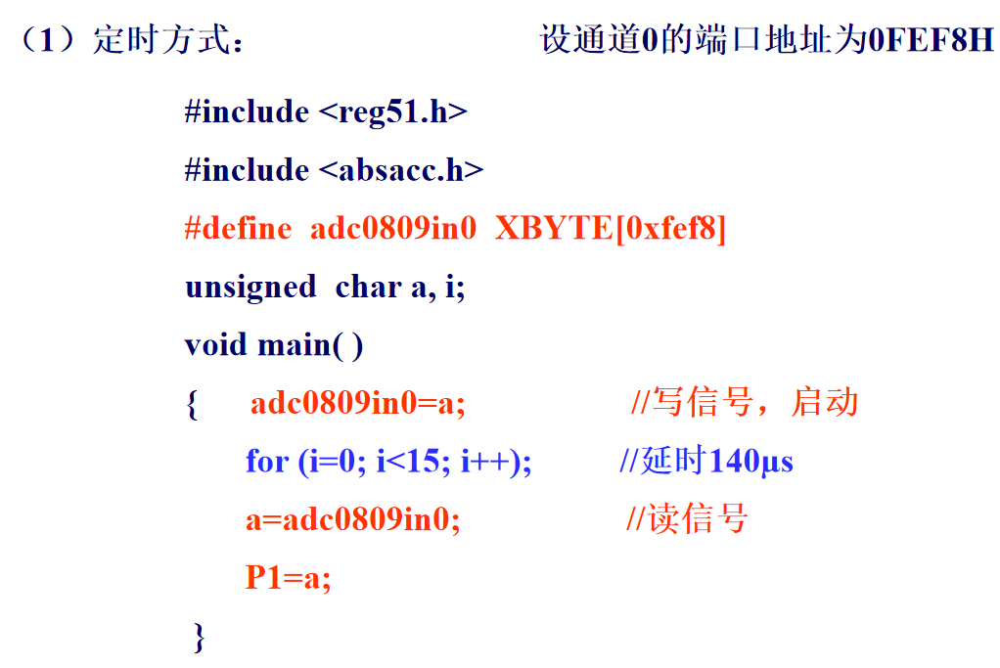 （1）定时方式： 设通道0的端口地址为0FEF8H
#include <reg51.h>
#include <absacc.h>
#define adc0809in0 XBYTE[0xfef8]
unsigned char a, i;
void main( )
{ adc0809in0=a; //写信号，启动
for (i=0; i<15; i++); //延时140μs
a=adc0809in0; //读信号
P1=a;
}